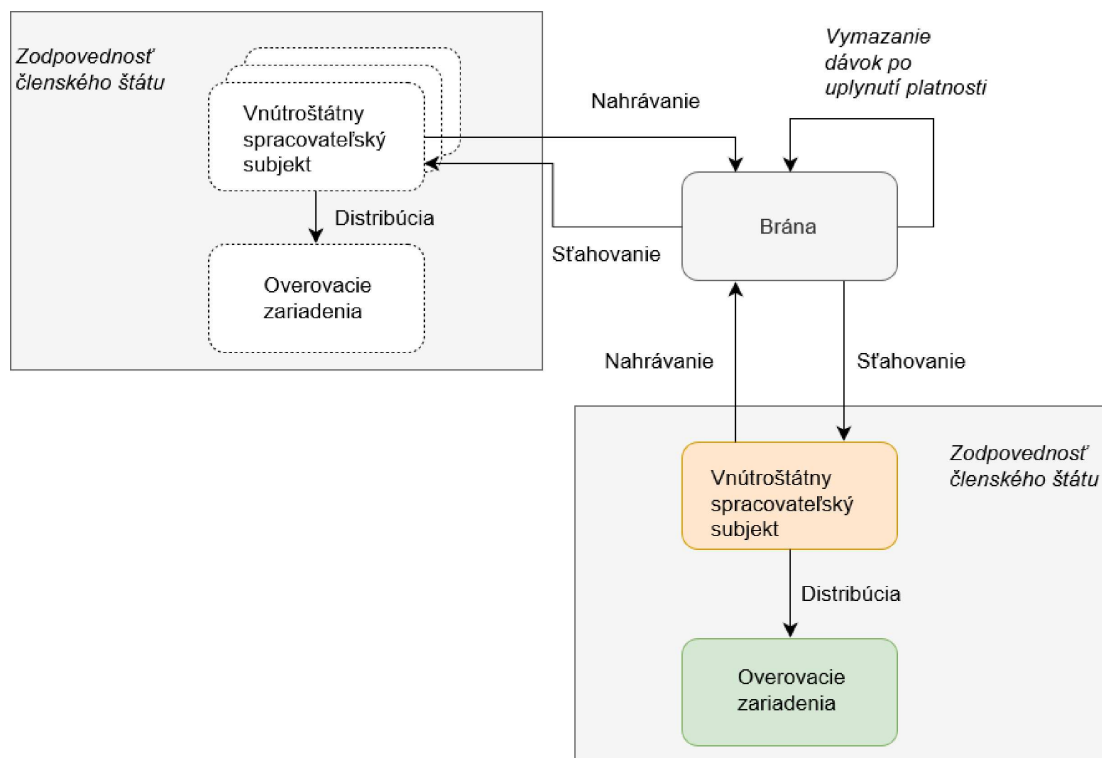 Zodpovednosť
členského štátu
Vnútroštátny
spracovateľský
subjekt
Distribúcia
Overovacie
zariadenia
Nahrávanie
Sťahovanie
Vymazanie
dávok po
uplynutí platnosti
Brána
Nahrávanie
Sťahovanie
Zodpovednosť
členského štátu
Vnútroštátny
spracovateľský
subjekt
Distribúcia
Overovacie
zariadenia